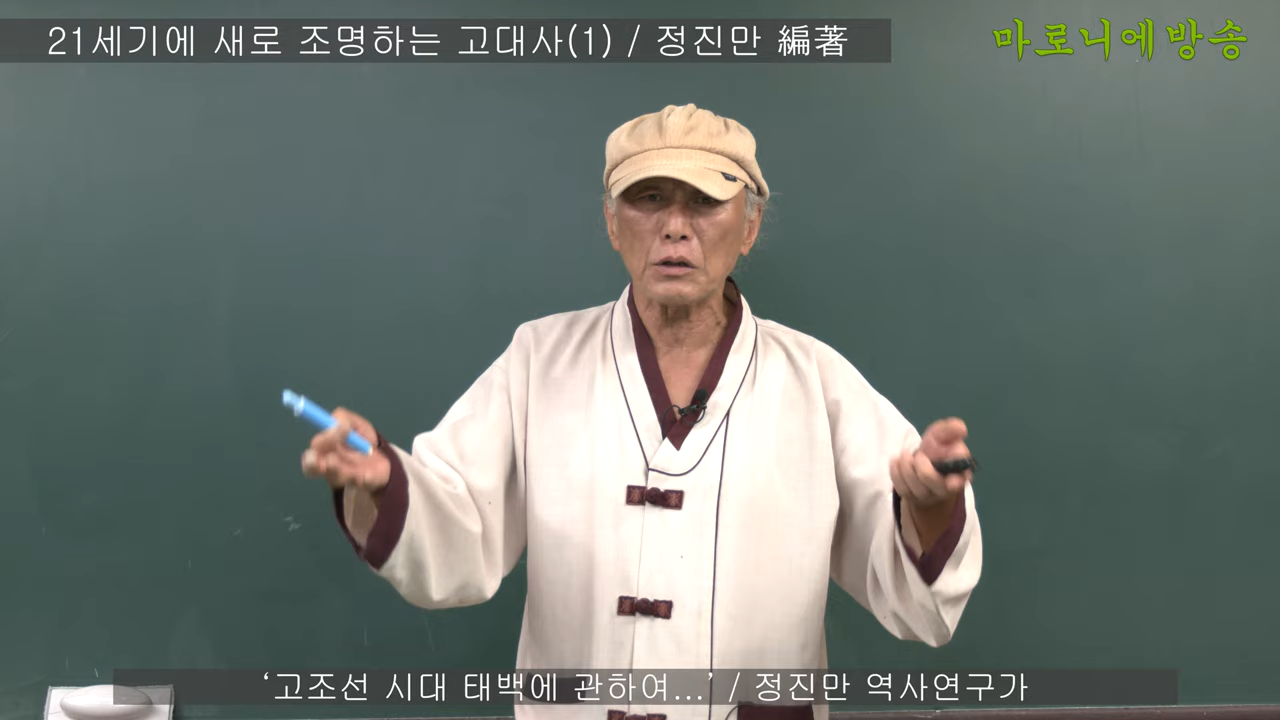 21세기에 새로 조명하는 고대사(1) / 정진만 編著
마로니에방송
‘고조선 시대 태백에 관하여...’ / 정진만 역사연구가